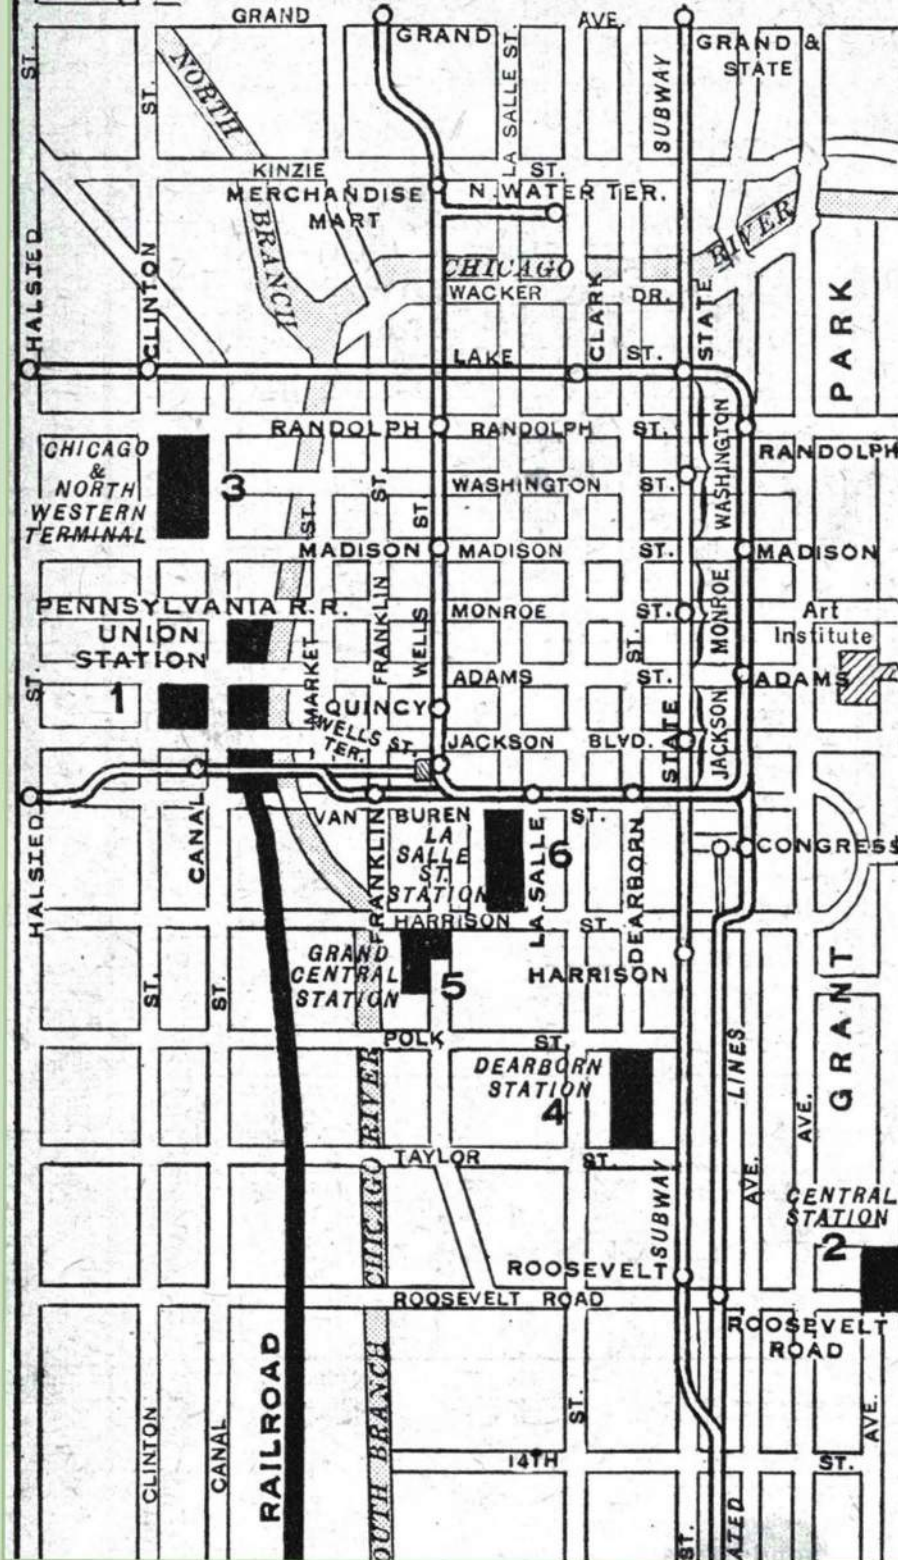 GRAND
AVE.
GRAND
GRAND &
STATE
ST.
ST.
NORTH
LA SALLE ST.
SUBWAY
KINZIE
ST.
MERCHANDISE
MART
N. WATER TER.
BRANCH
RIVER
CHICAGO
WACKER
DR.
HALSIED
CLINTON
CLARK
STATE
PARK
LAKE
ST.
RANDOLPH
RANDOLPH
ST.
RANDOLPH
CHICAGO
&
NORTH
WESTERN
TERMINAL
3
ST.
ST.
ST.
WASHINGTON
ST.
WASHINGTON
MADISON
MADISON
ST.
MADISON
PENNSYLVANIA R.R.
UNION
STATION
1
MONROE
ST.
MONROE
Art
Institute
ST.
MARKET
FRANKLIN
WELLS
ST.
ADAMS
ST.
ADAMS
QUINCY
WELLS ST.
TER.
JACKSON
BLVD.
STATE
JACKSON
HALSIED
CANAL
VAN
BUREN
ST.
FRANKLIN
LA
SALLE
ST.
STATION
6
LA SALLE
DEARBORN
CONGRESS
HARRISON
ST.
GRAND
CENTRAL
STATION
5
HARRISON
ST.
ST.
GRANT
POLK
ST.
DEARBORN
STATION
4
LINES
RIVER
AVE.
TAYLOR
ST.
CHICAGO
SUBWAY
AVE.
CENTRAL
STATION
2
ROOSEVELT
ROOSEVELT ROAD
ROOSEVELT
ROAD
RAILROAD
CLINTON
CANAL
OUTH BRANCH
ST.
AVE.
14TH
ST.
ST.
ATED